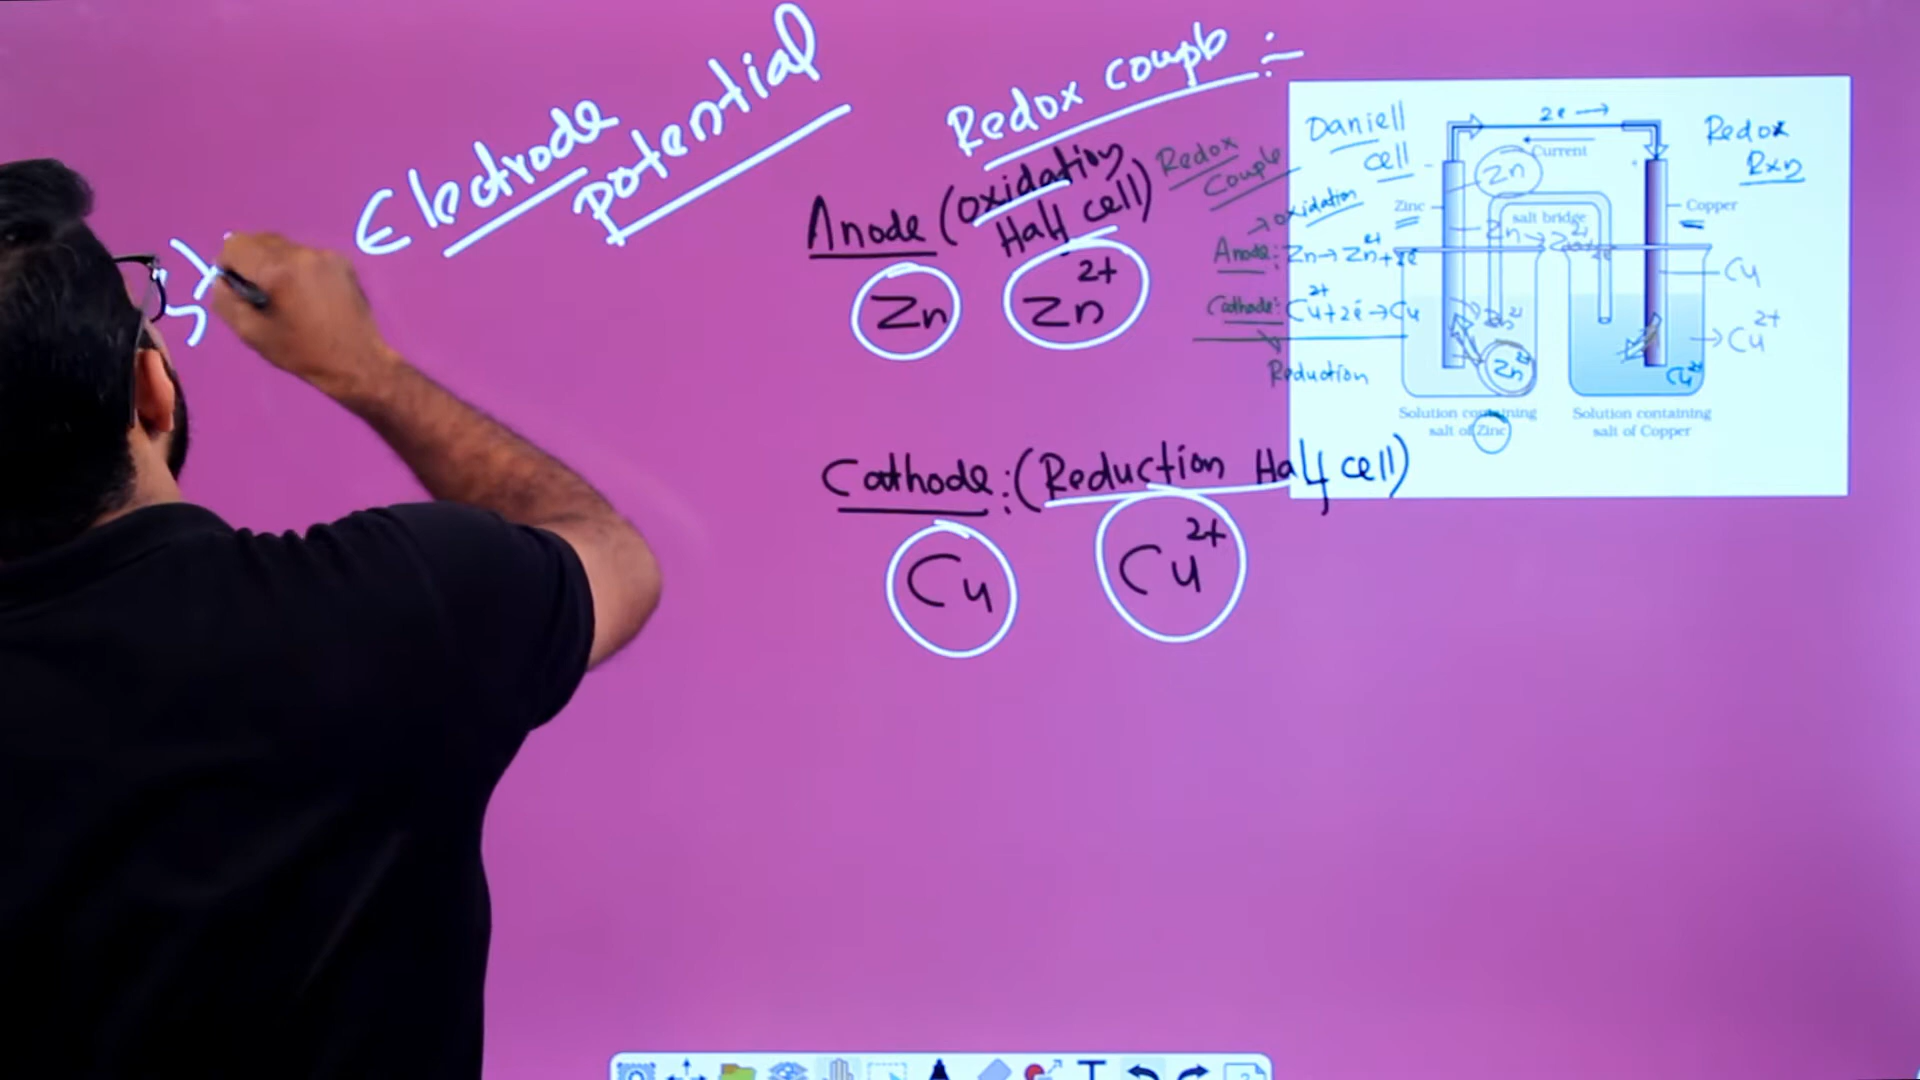 Electrode
Potential
Redox Coupb :-
Anode (Oxidation
Half cell)
Zn
Zn2+
Cathode:(Reduction Half cell)
Cu
Cu2+
Redox
Coupb
→ oxidation
Anode: Zn→ Zn2++2e
Cathode: Cu2++2e→Cu
Reduction
Daniell
cell
2e →
Current
Redox
Rxn
Zn
Zinc
Copper
salt bridge
Cu
Zn2+
→Cu2+
Cu2+
Solution containing
salt of Zinc
Solution containing
salt of Copper